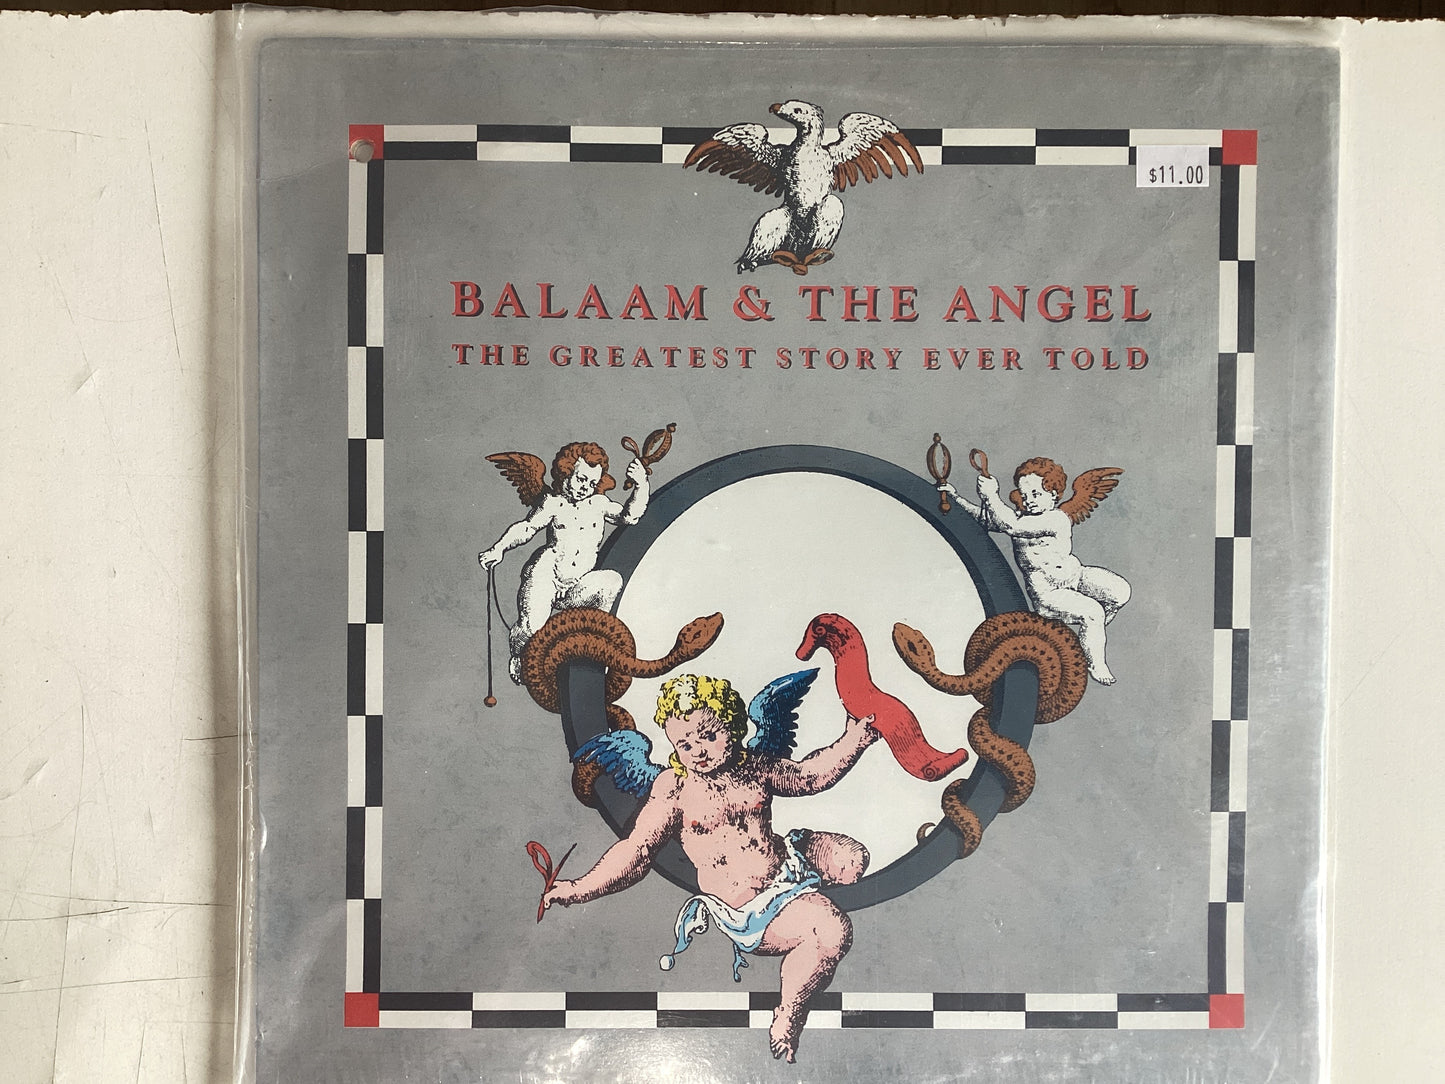 $11.00
BALAAM & THE ANGEL
THE GREATEST STORY EVER TOLD